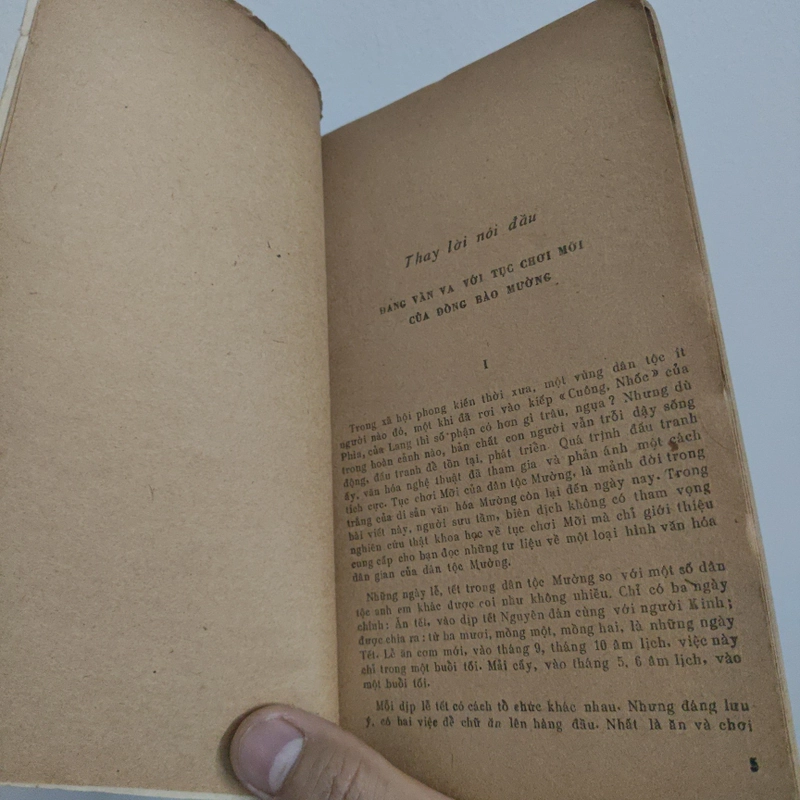 Thay lời nói đầu
ĐANG VẦN VA VỚI TỤC CHƠI MỜI
CỦA ĐỒNG BÀO MƯỜNG
I
Trong xã hội phong kiến thời xưa, một vùng dân tộc ít
người nào đó, một khi đã rơi vào kiếp «Cuông, Nhốc» của
Phìa, của Lang thì số phận có hơn gì trâu, ngựa? Nhưng dù
trong hoàn cảnh nào, bản chất con người vẫn trỗi dậy sống
động, đấu tranh để tồn tại, phát triển. Quá trình đấu tranh
ấy, văn hóa nghệ thuật đã tham gia và phản ánh một cách
tích cực. Tục chơi Mời của dân tộc Mường, là mảnh đời trong
trắng của di sản văn hóa Mường còn lại đến ngày nay. Trong
bài viết này, người sưu tầm, biên dịch không có tham vọng
nghiên cứu thật khoa học về tục chơi Mời mà chỉ giới thiệu
cung cấp cho bạn đọc những tư liệu về một loại hình văn hóa
dân gian của dân tộc Mường.
Những ngày lễ, tết trong dân tộc Mường so với một số dân
tộc anh em khác được coi như không nhiều. Chỉ có ba ngày
chính: Ăn tết, vào dịp tết Nguyên đán cùng với người Kinh;
được chia ra: từ ba mươi, mồng một, mồng hai, là những ngày
Tết. Lễ ăn cơm mới, vào tháng 9, tháng 10 âm lịch, việc này
chỉ trong một buổi tối. Mải cấy, vào tháng 5, 6 âm lịch, vào
một buổi tối.
Mỗi dịp lễ tết có cách tổ chức khác nhau. Nhưng đáng lưu
ý, có hai việc để chữ ăn lên hàng đầu. Nhất là ăn và chơi
5